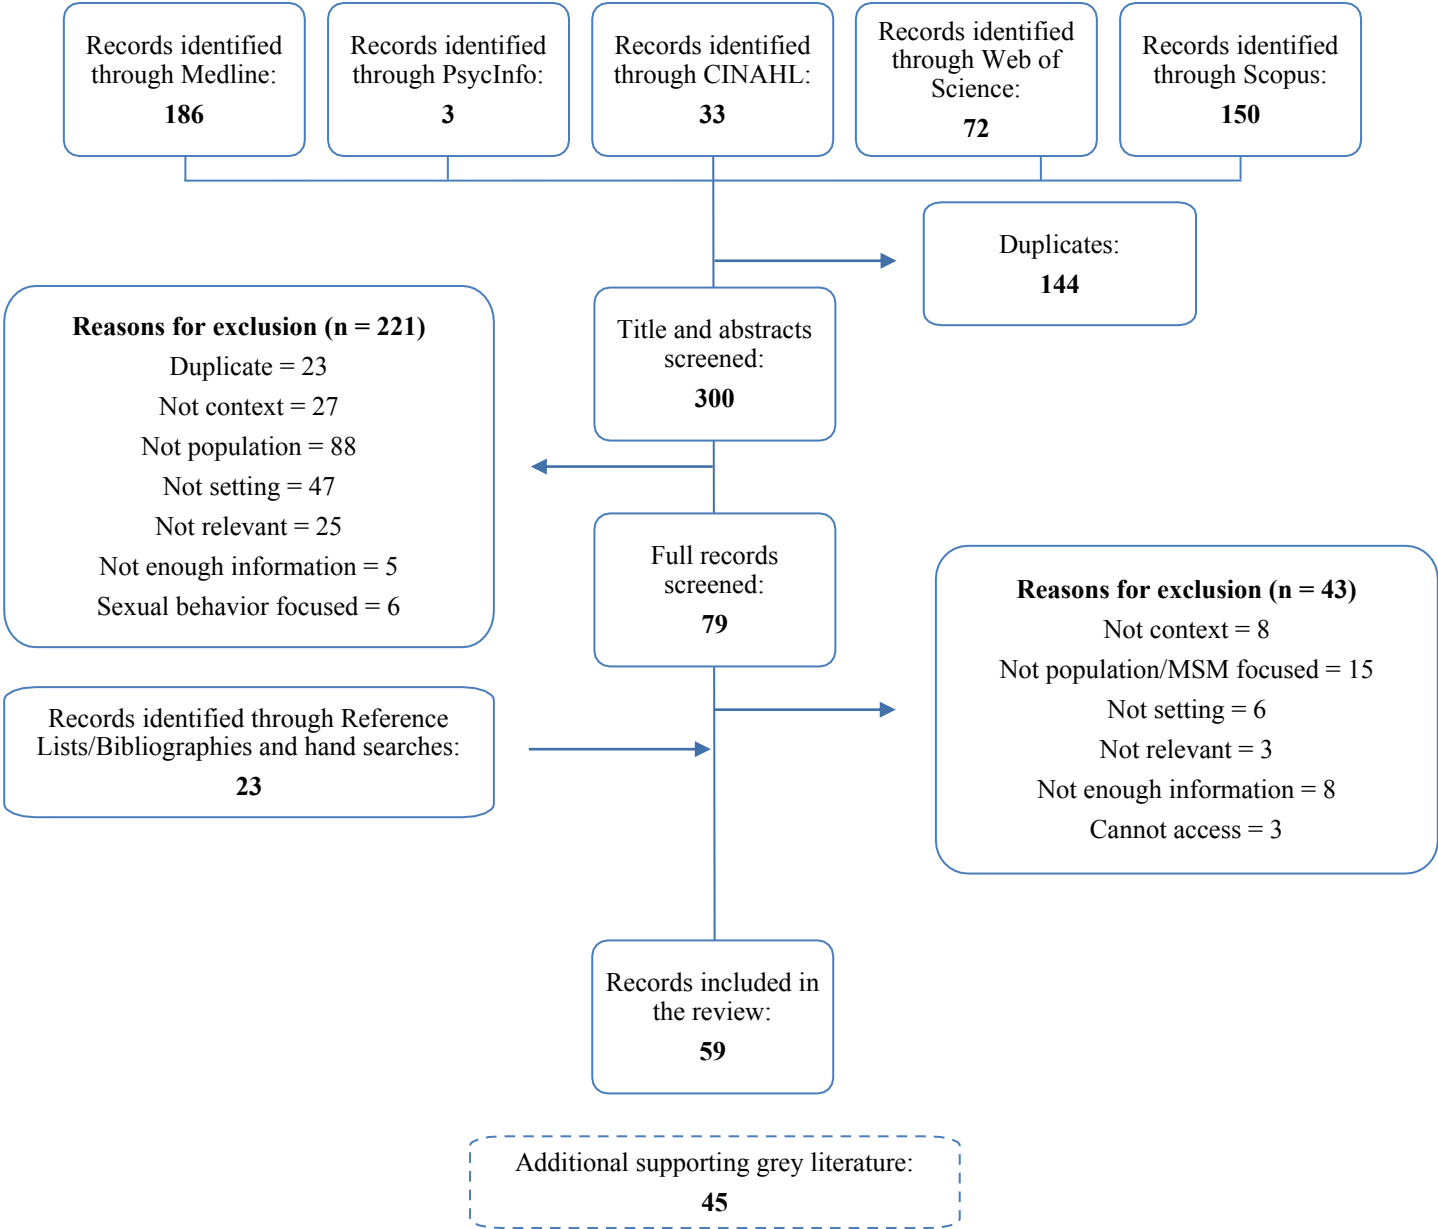 Records identified
through Medline:
186
Records identified
through PsycInfo:
3
Records identified
through CINAHL:
33
Records identified
through Web of
Science:
72
Records identified
through Scopus:
150
Duplicates:
144
Title and abstracts
screened:
300
Reasons for exclusion (n = 221)
Duplicate = 23
Not context = 27
Not population = 88
Not setting = 47
Not relevant = 25
Not enough information = 5
Sexual behavior focused = 6
Full records
screened:
79
Reasons for exclusion (n = 43)
Not context = 8
Not population/MSM focused = 15
Not setting = 6
Not relevant = 3
Not enough information = 8
Cannot access = 3
Records identified through Reference
Lists/Bibliographies and hand searches:
23
Records included in
the review:
59
Additional supporting grey literature:
45